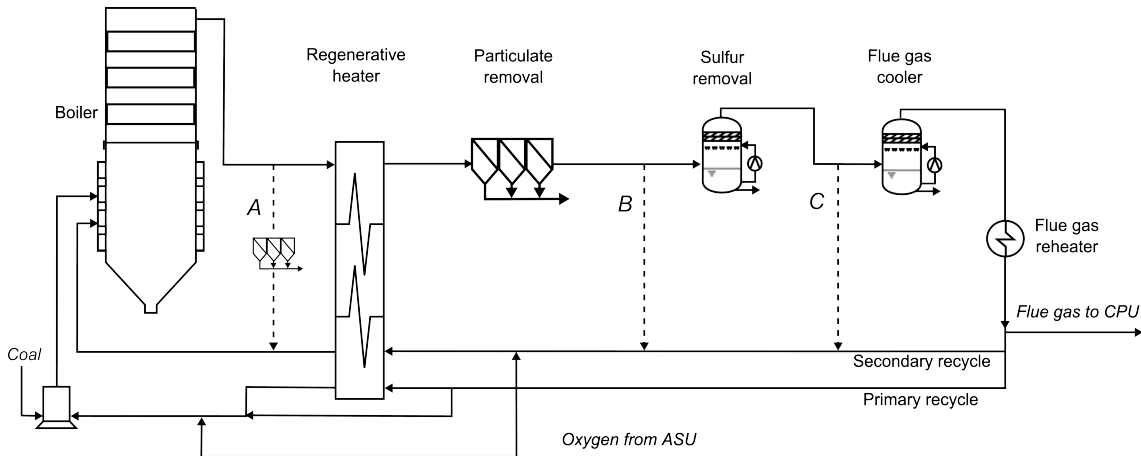 Regenerative
heater
Particulate
removal
Sulfur
removal
Flue gas
cooler
Boiler
A
B
C
Flue gas
reheater
Flue gas to CPU
Coal
Secondary recycle
Primary recycle
Oxygen from ASU